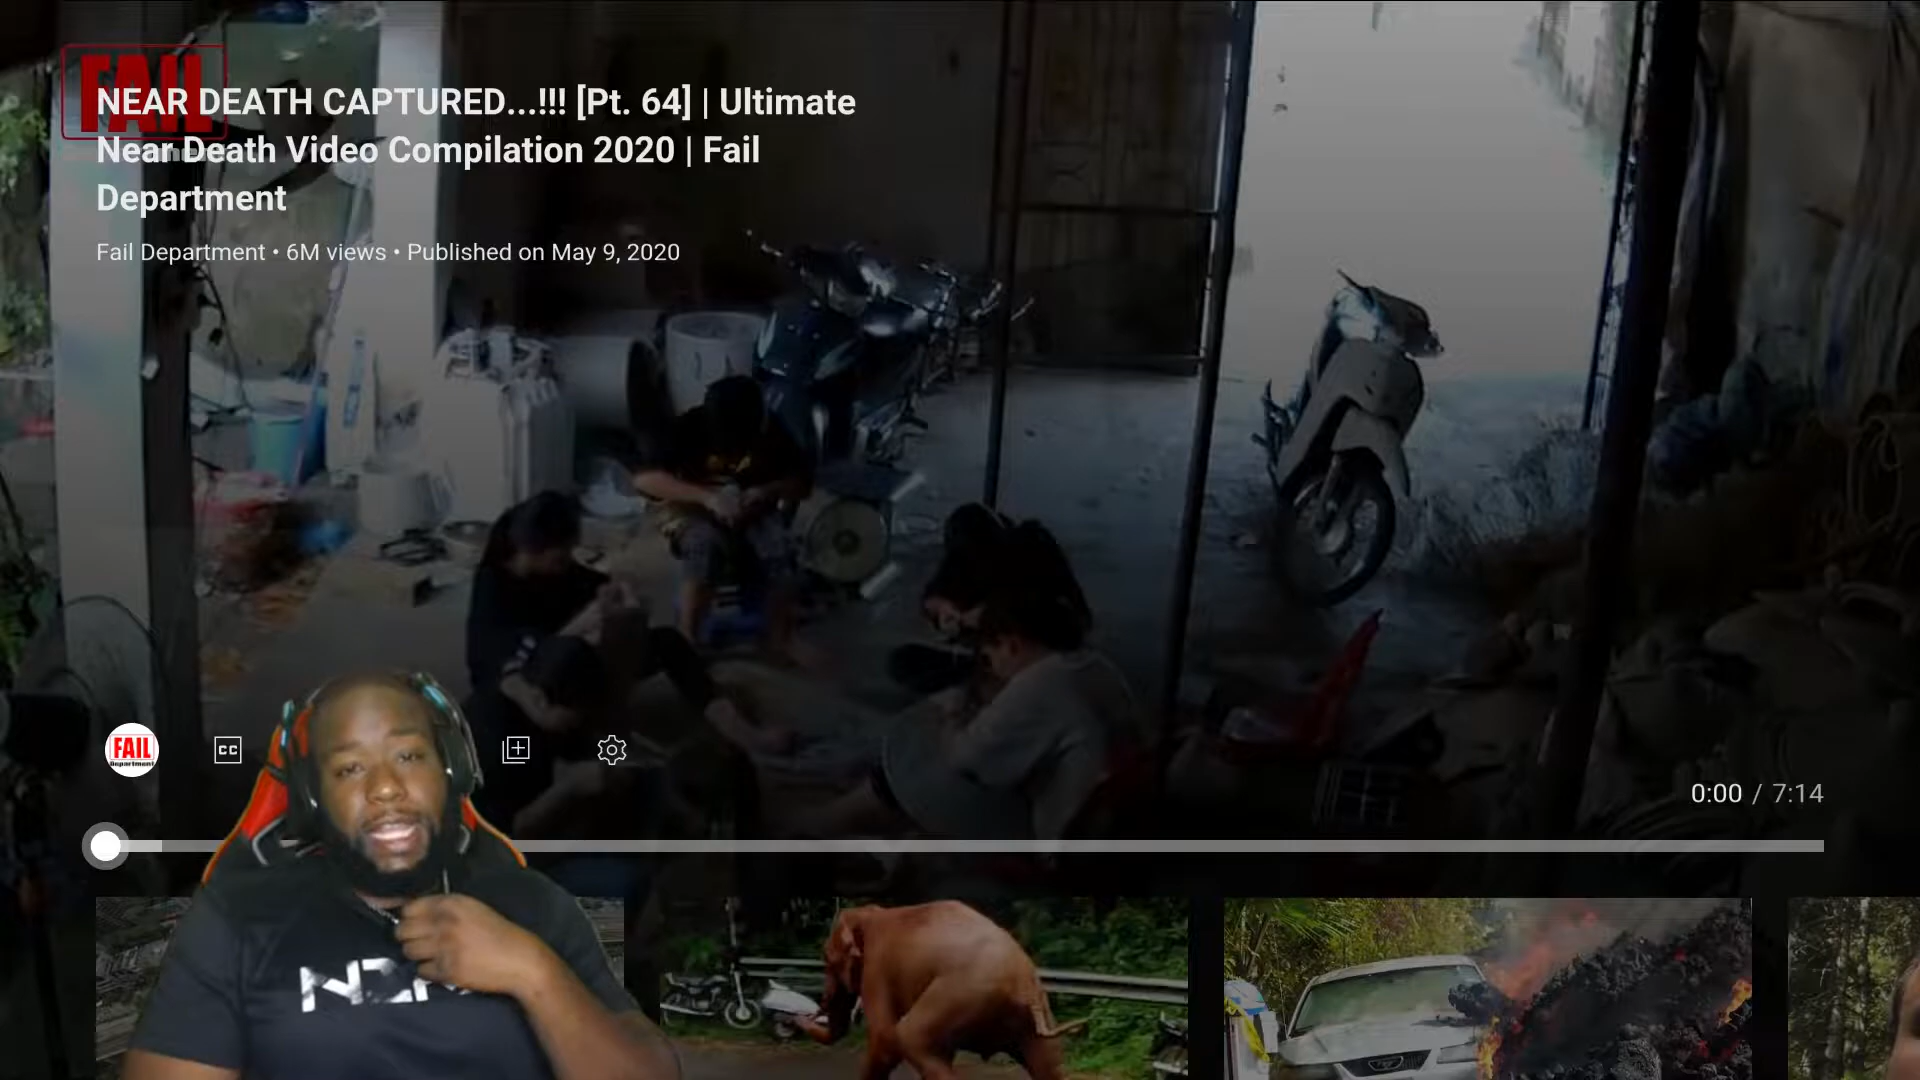 FAIL
NEAR DEATH CAPTURED...!!! [Pt. 64] | Ultimate
Near Death Video Compilation 2020 | Fail
Department
Fail Department • 6M views • Published on May 9, 2020
FAIL
Department
CC
0:00 / 7:14